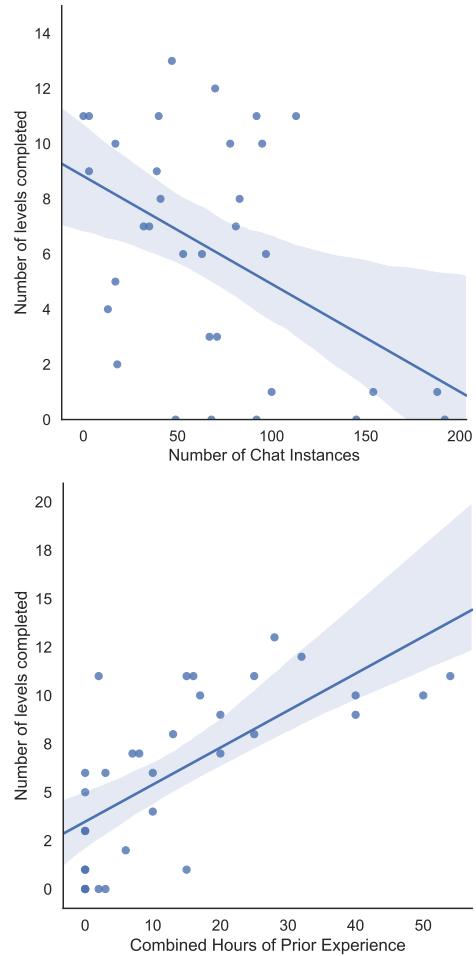 14
12
10
8
6
4
2
0
Number of levels completed
0 50 100 150 200
Number of Chat Instances
20
18
15
12
10
8
5
2
0
Number of levels completed
0 10 20 30 40 50
Combined Hours of Prior Experience